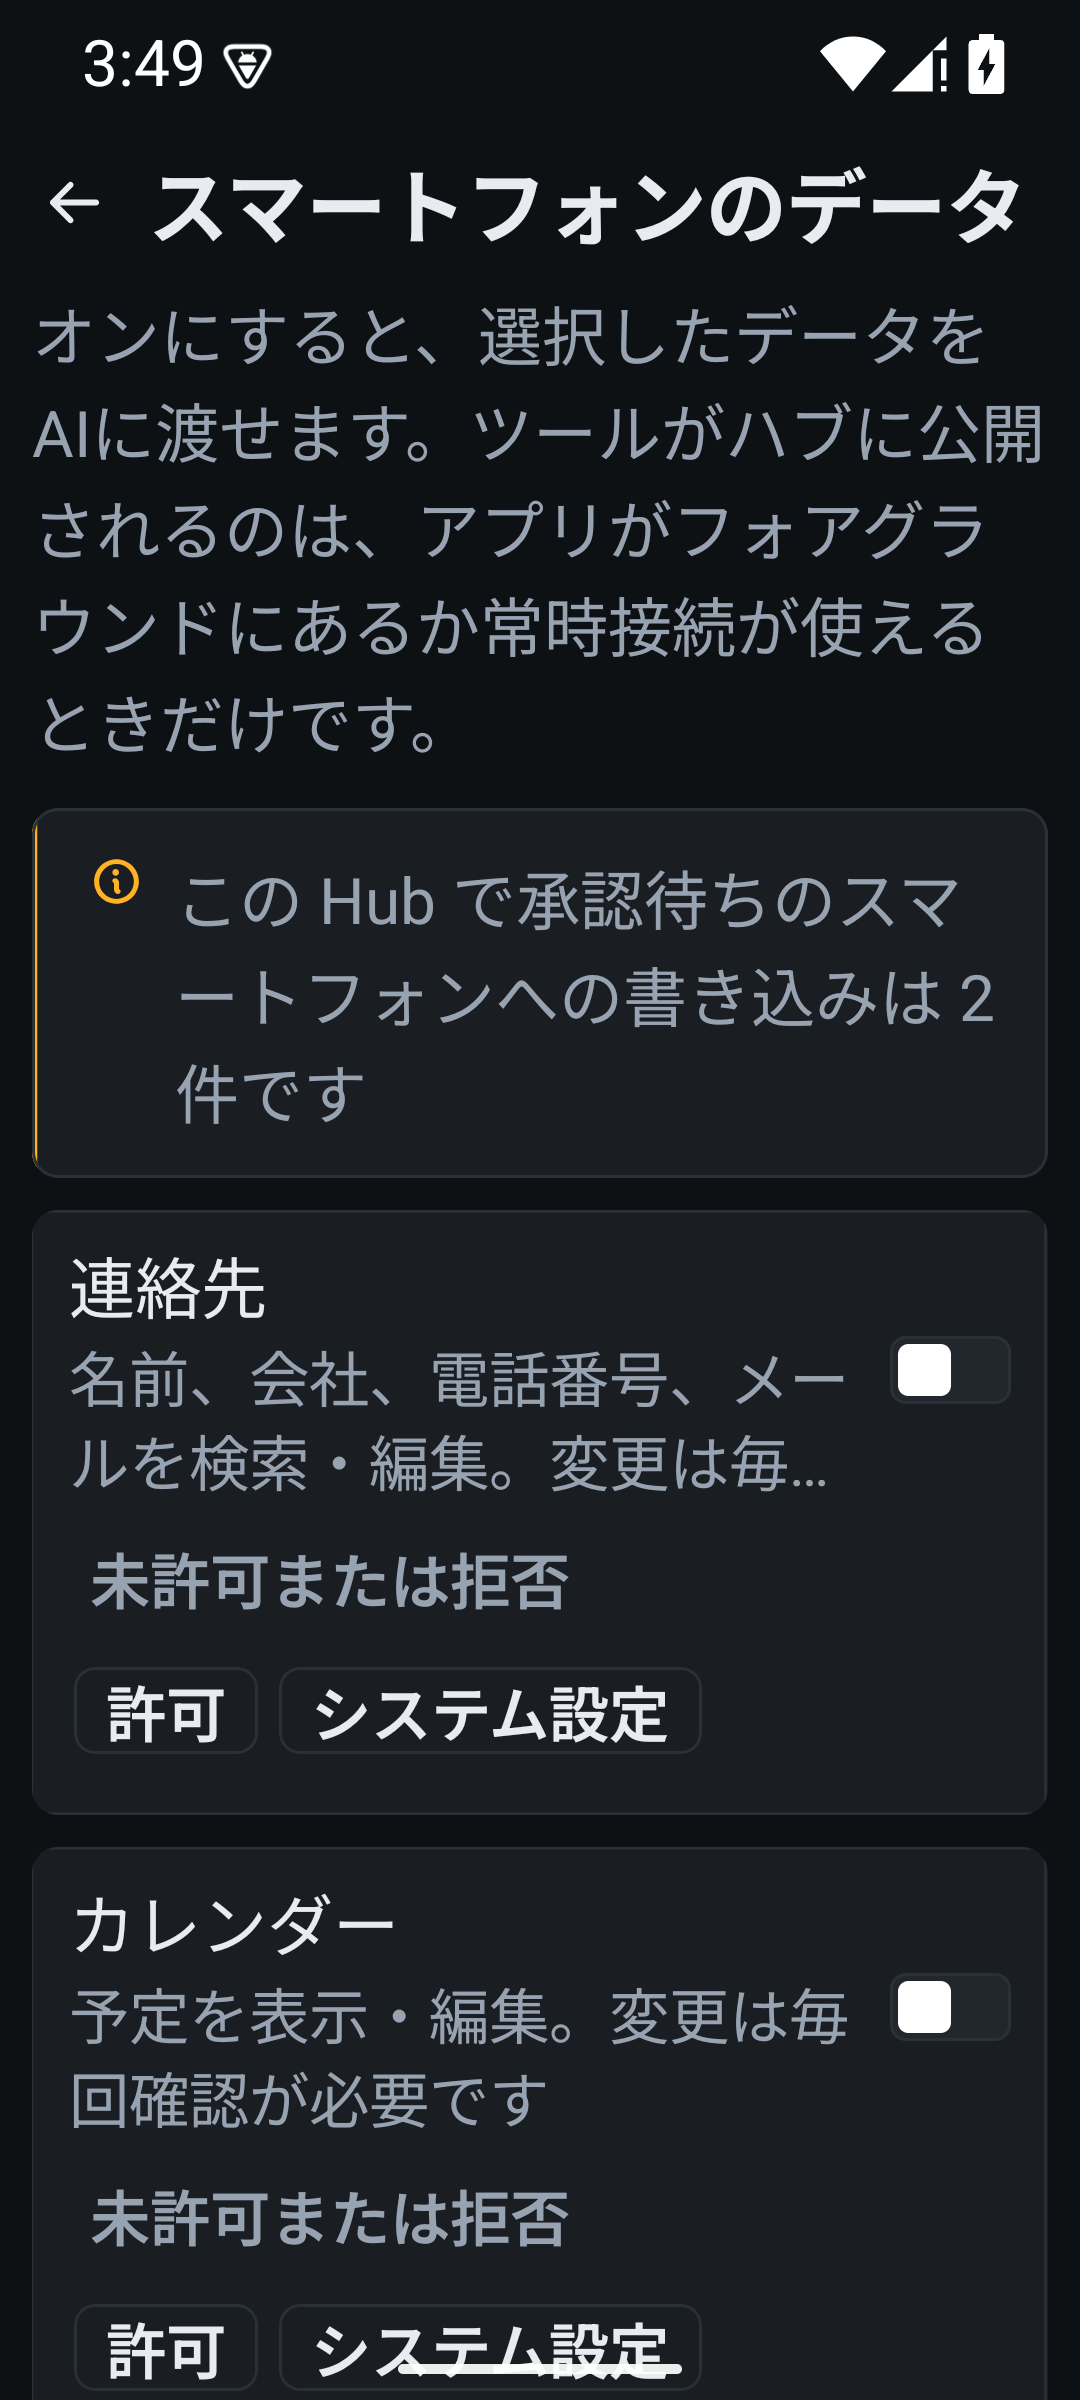 3:49
スマートフォンのデータ
オンにすると、選択したデータを
AIに渡せます。ツールがハブに公開
されるのは、アプリがフォアグラ
ウンドにあるか常時接続が使える
ときだけです。
この Hub で承認待ちのスマ
ートフォンへの書き込みは 2
件です
連絡先
名前、会社、電話番号、メー
ルを検索・編集。変更は毎…
未許可または拒否
許可
システム設定
カレンダー
予定を表示・編集。変更は毎
回確認が必要です
未許可または拒否
許可
システム設定